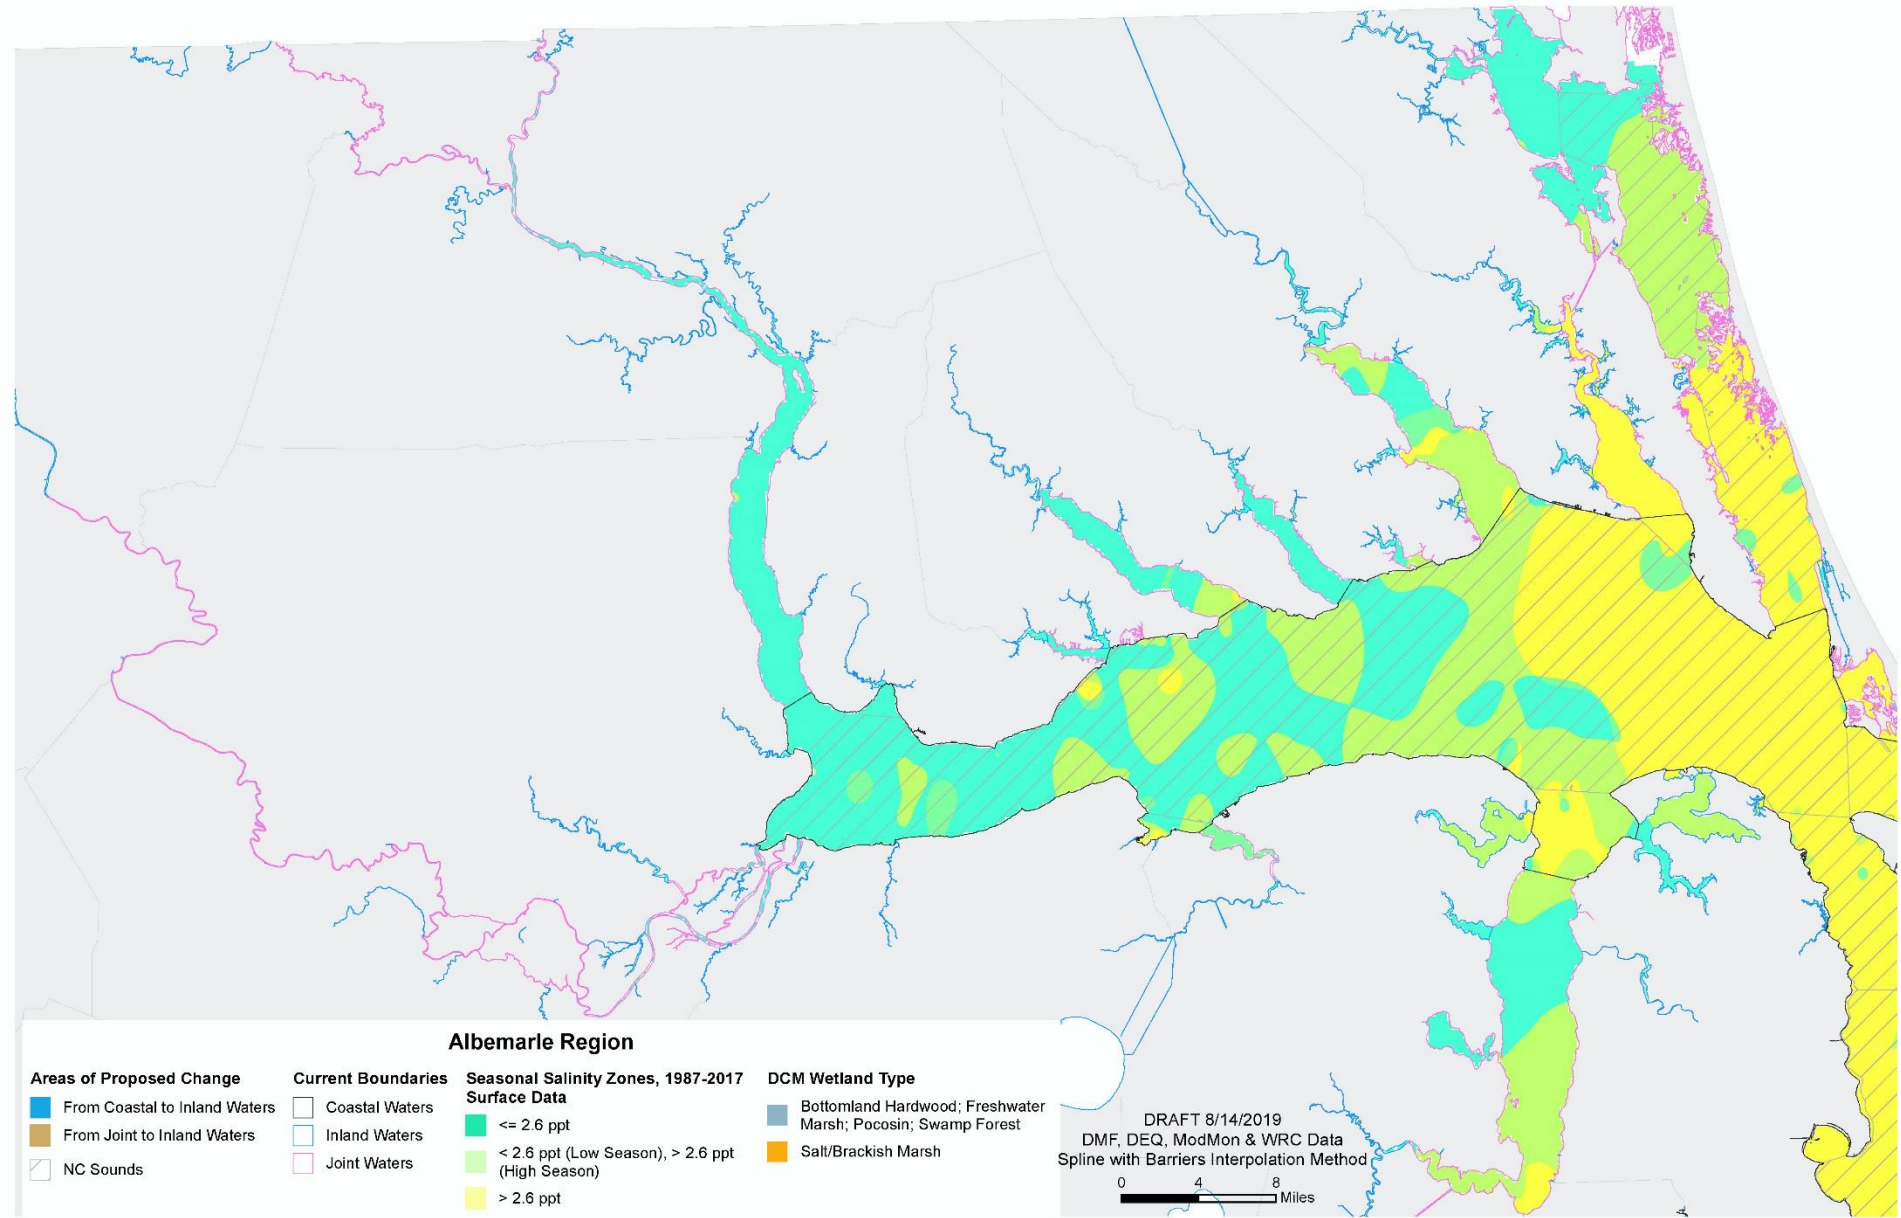 Albemarle Region
Areas of Proposed Change
From Coastal to Inland Waters
From Joint to Inland Waters
NC Sounds
Current Boundaries
Coastal Waters
Inland Waters
Joint Waters
Seasonal Salinity Zones, 1987-2017
Surface Data
<= 2.6 ppt
< 2.6 ppt (Low Season), > 2.6 ppt
(High Season)
> 2.6 ppt
DCM Wetland Type
Bottomland Hardwood; Freshwater
Marsh; Pocosin; Swamp Forest
Salt/Brackish Marsh
DRAFT 8/14/2019
DMF, DEQ, ModMon & WRC Data
Spline with Barriers Interpolation Method
0 4 8
Miles